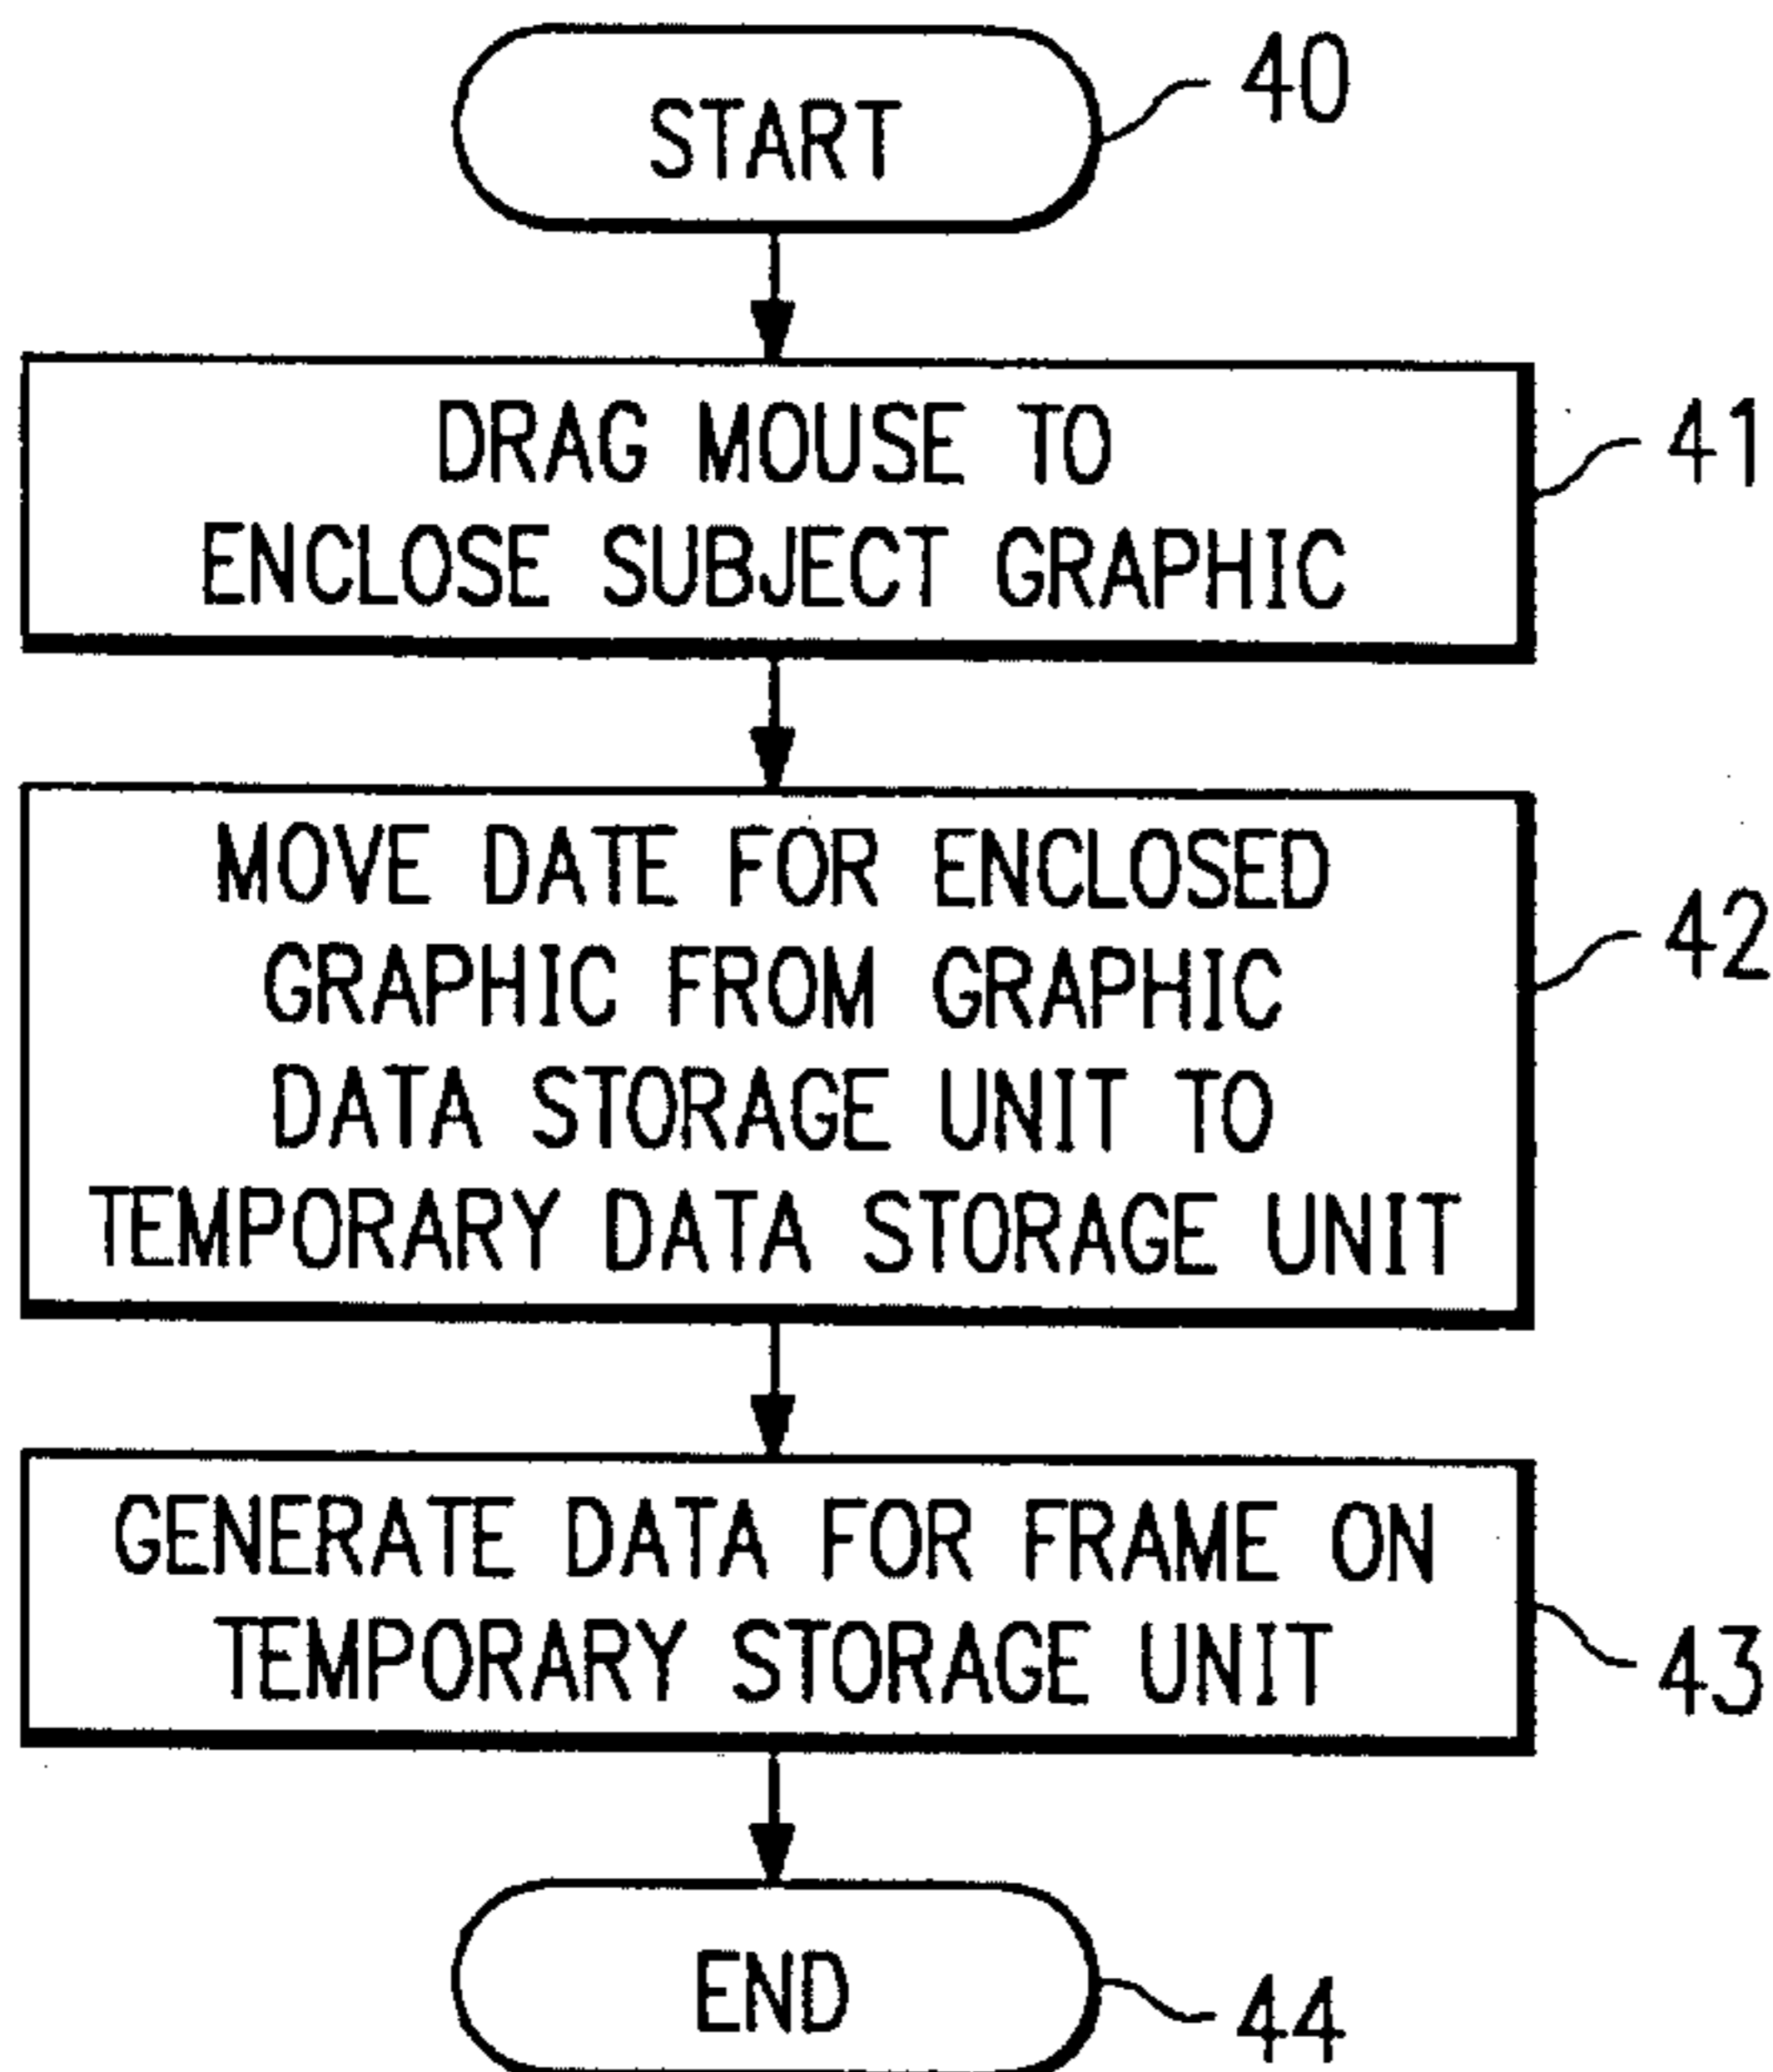 START
40
DRAG MOUSE TO
ENCLOSE SUBJECT GRAPHIC
41
MOVE DATE FOR ENCLOSED
GRAPHIC FROM GRAPHIC
DATA STORAGE UNIT TO
TEMPORARY DATA STORAGE UNIT
42
GENERATE DATA FOR FRAME ON
TEMPORARY STORAGE UNIT
43
END
44